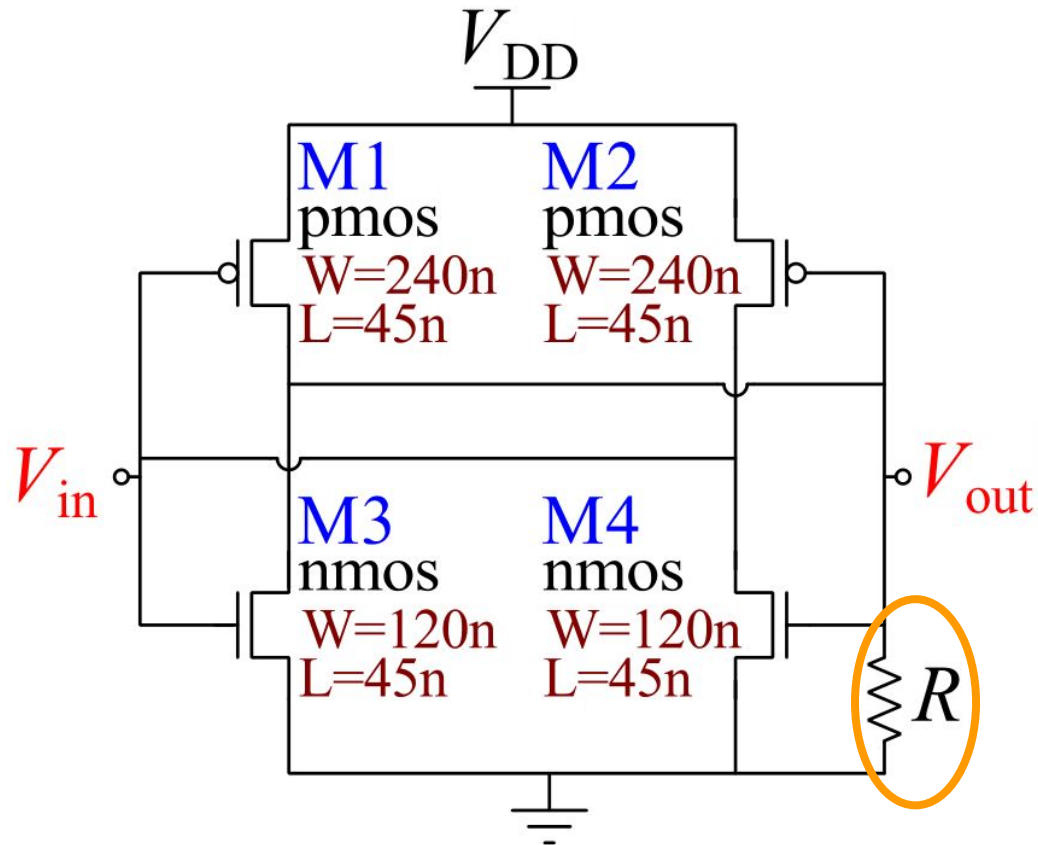 VDD
M1
pmos
W=240n
L=45n
M2
pmos
W=240n
L=45n
Vin
Vout
M3
nmos
W=120n
L=45n
M4
nmos
W=120n
L=45n
R